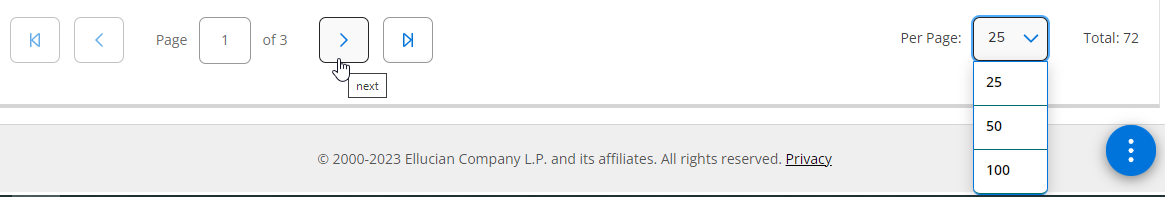 Page 1 of 3 Per Page: 25 Total: 72
next
25
50
100
© 2000-2023 Ellucian Company L.P. and its affiliates. All rights reserved. Privacy